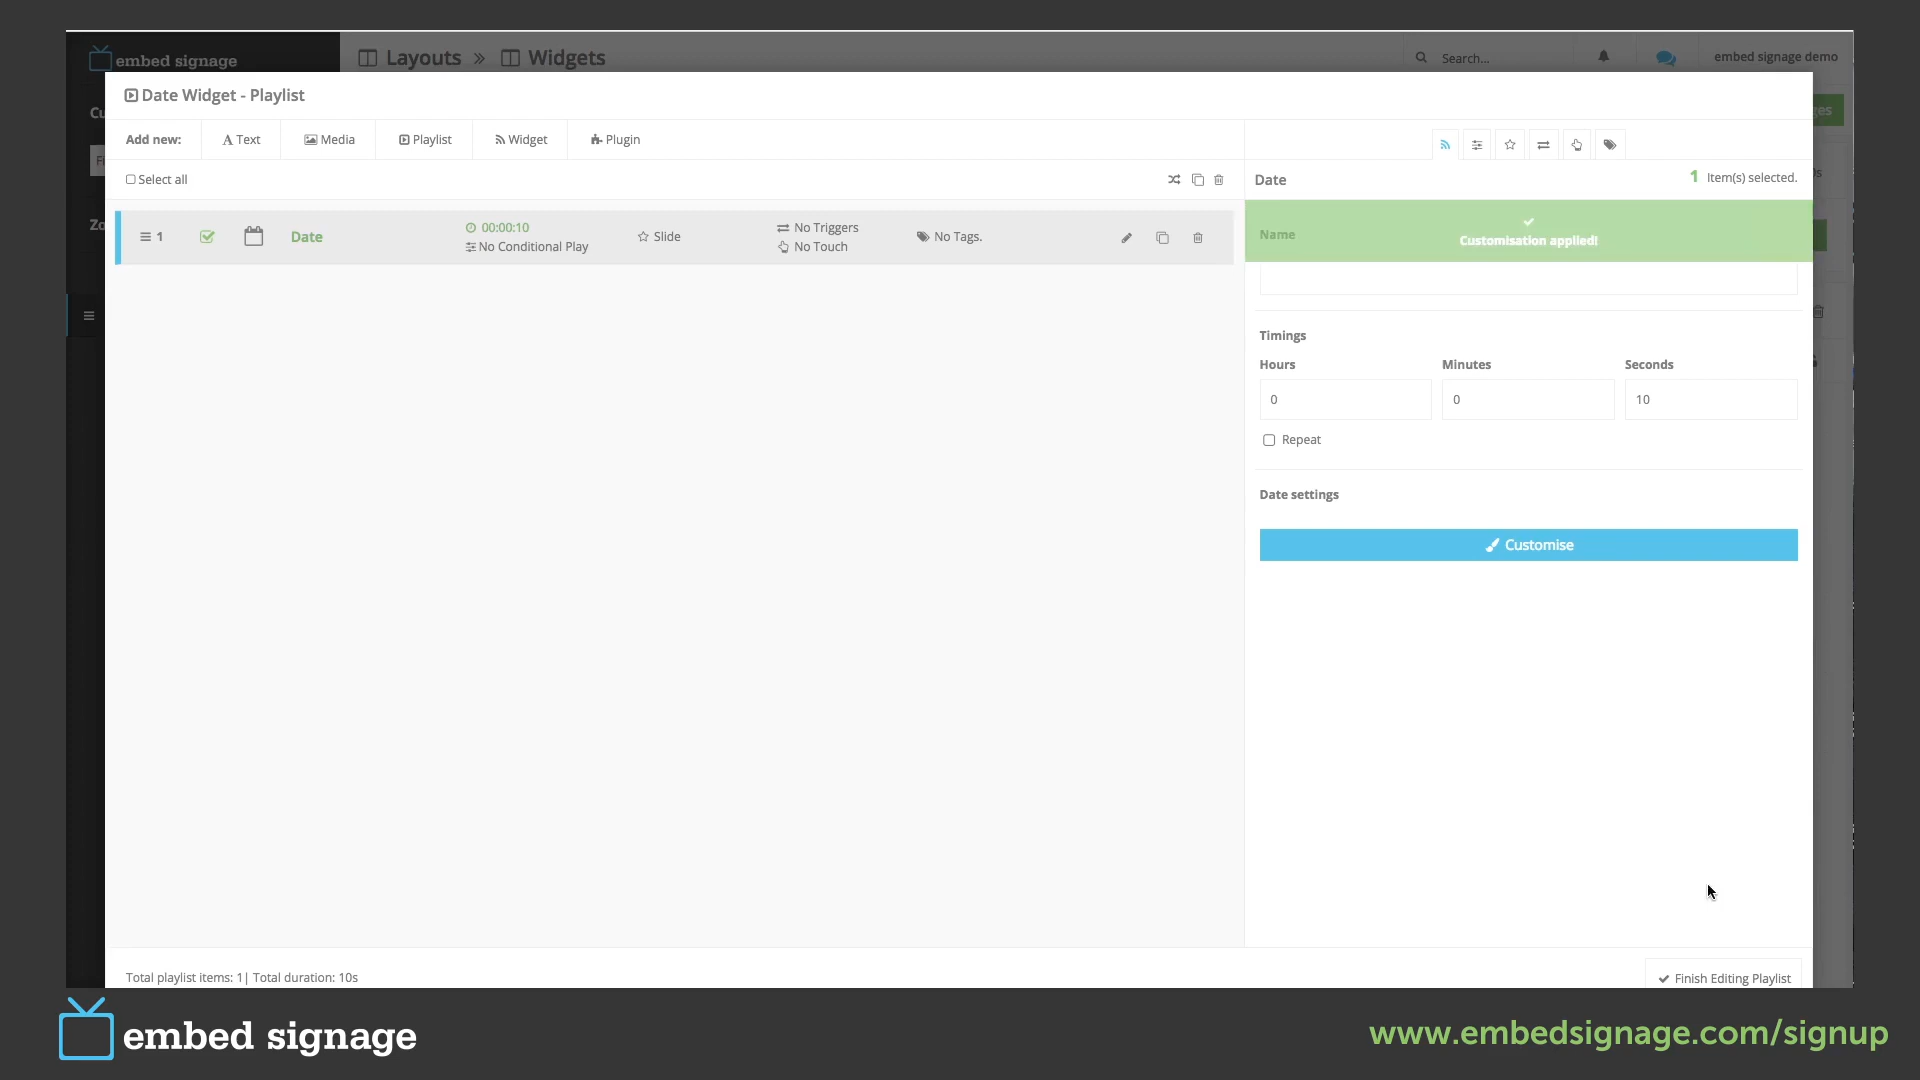 embed signage
Layouts » Widgets
Search...
embed signage demo
Date Widget - Playlist
Add new:
Text
Media
Playlist
Widget
Plugin
Select all
Date
1 Item(s) selected.
1
Date
00:00:10
No Conditional Play
Slide
No Triggers
No Touch
No Tags.
Name
Customisation applied!
Timings
Hours
Minutes
Seconds
0
0
10
Repeat
Date settings
Customise
Total playlist items: 1| Total duration: 10s
Finish Editing Playlist
embed signage
www.embedsignage.com/signup